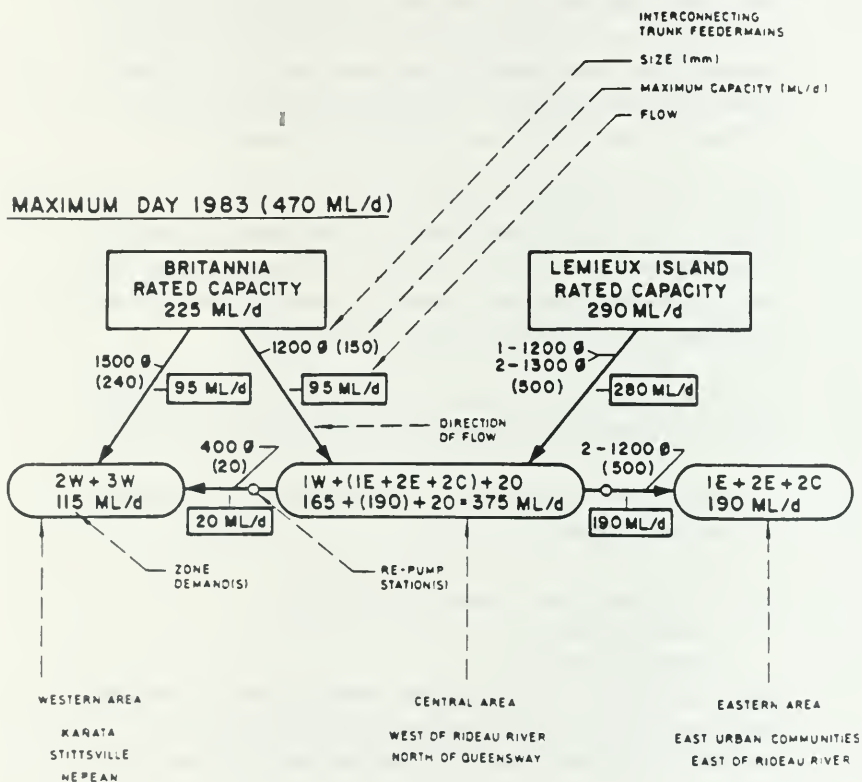 INTERCONNECTING
TRUNK FEEDERMAINS
SIZE (mm)
MAXIMUM CAPACITY (ML/d)
FLOW
MAXIMUM DAY 1983 (470 ML/d)
BRITANNIA
RATED CAPACITY
225 ML/d
LEMIEUX ISLAND
RATED CAPACITY
290 ML/d
1500 Ø
(240)
95 ML/d
1200 Ø (150)
95 ML/d
1-1200 Ø
2-1300 Ø
(500)
280 ML/d
DIRECTION
OF FLOW
400 Ø
(20)
20 ML/d
2-1200 Ø
(500)
190 ML/d
2W + 3W
115 ML/d
1W + (1E + 2E + 2C) + 20
165 + (190) + 20 = 375 ML/d
1E + 2E + 2C
190 ML/d
ZONE
DEMAND(S)
RE-PUMP
STATION(S)
WESTERN AREA
KANATA
STITTSVILLE
NEPEAN
CENTRAL AREA
WEST OF RIDEAU RIVER
NORTH OF QUEENSWAY
EASTERN AREA
EAST URBAN COMMUNITIES
EAST OF RIDEAU RIVER